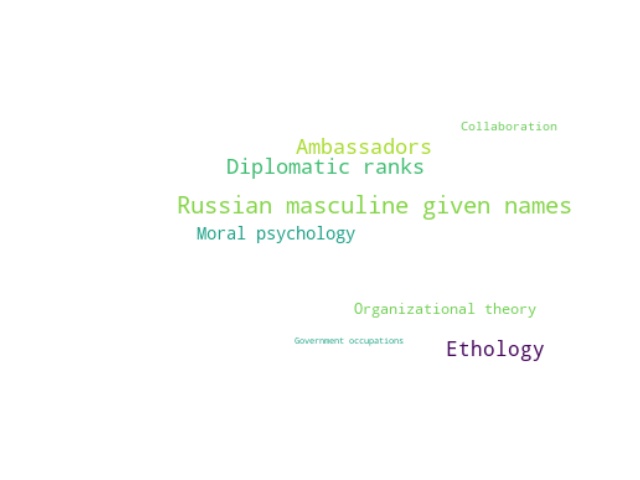 Collaboration
Ambassadors
Diplomatic ranks
Russian masculine given names
Moral psychology
Organizational theory
Government occupations
Ethology